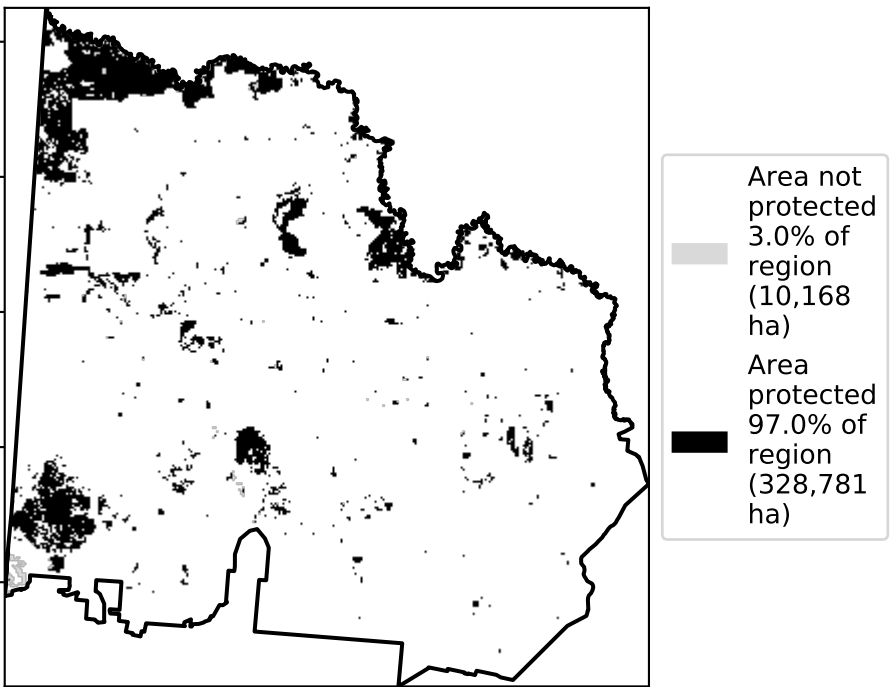 Area not
protected
3.0% of
region
(10,168
ha)
Area
protected
97.0% of
region
(328,781
ha)